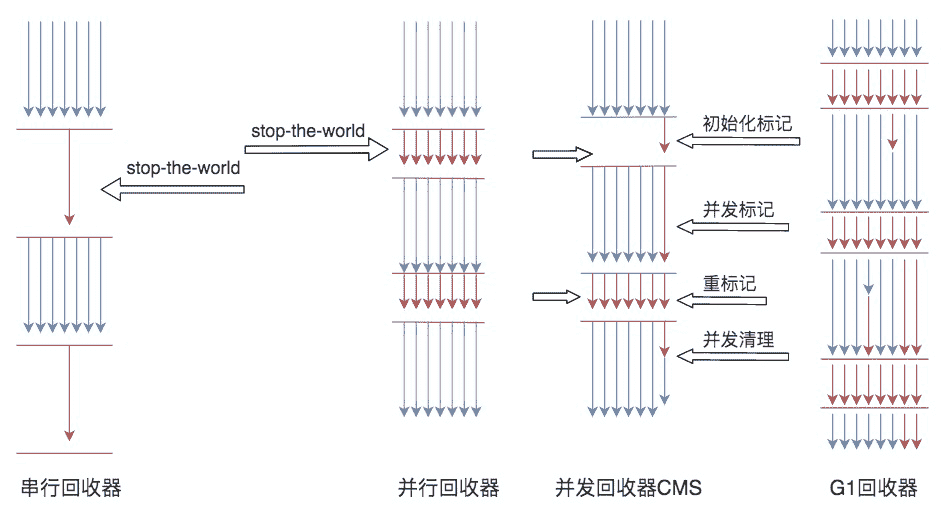 stop-the-world
stop-the-world
初始化标记
并发标记
重标记
并发清理
串行回收器
并行回收器
并发回收器CMS
G1回收器